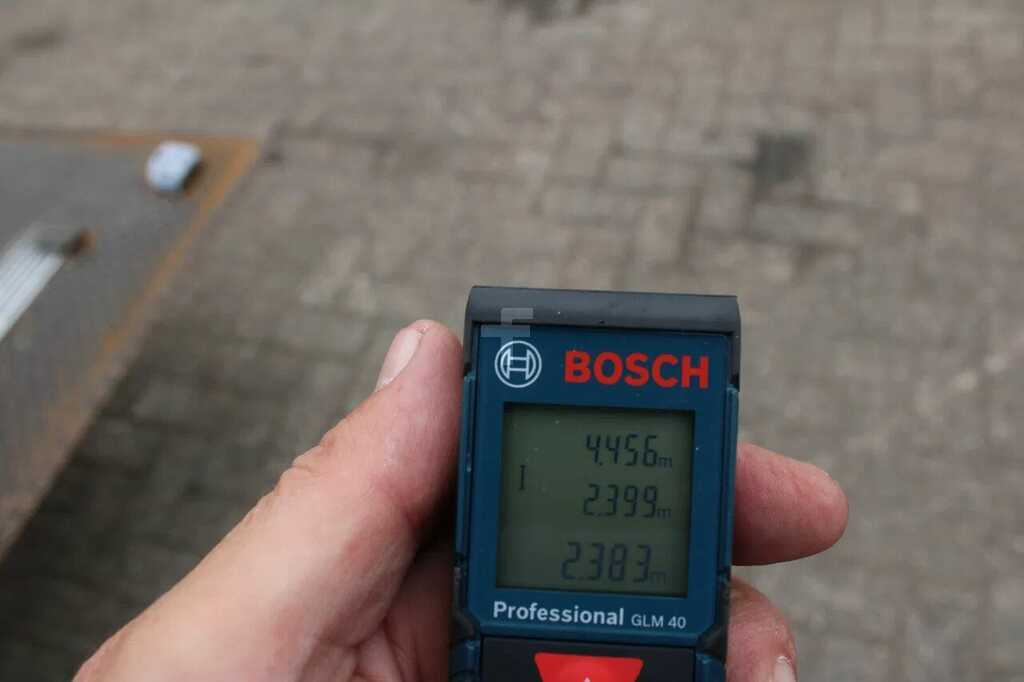 BOSCH
4.456m
2.399m
2.383m
Professional GLM 40